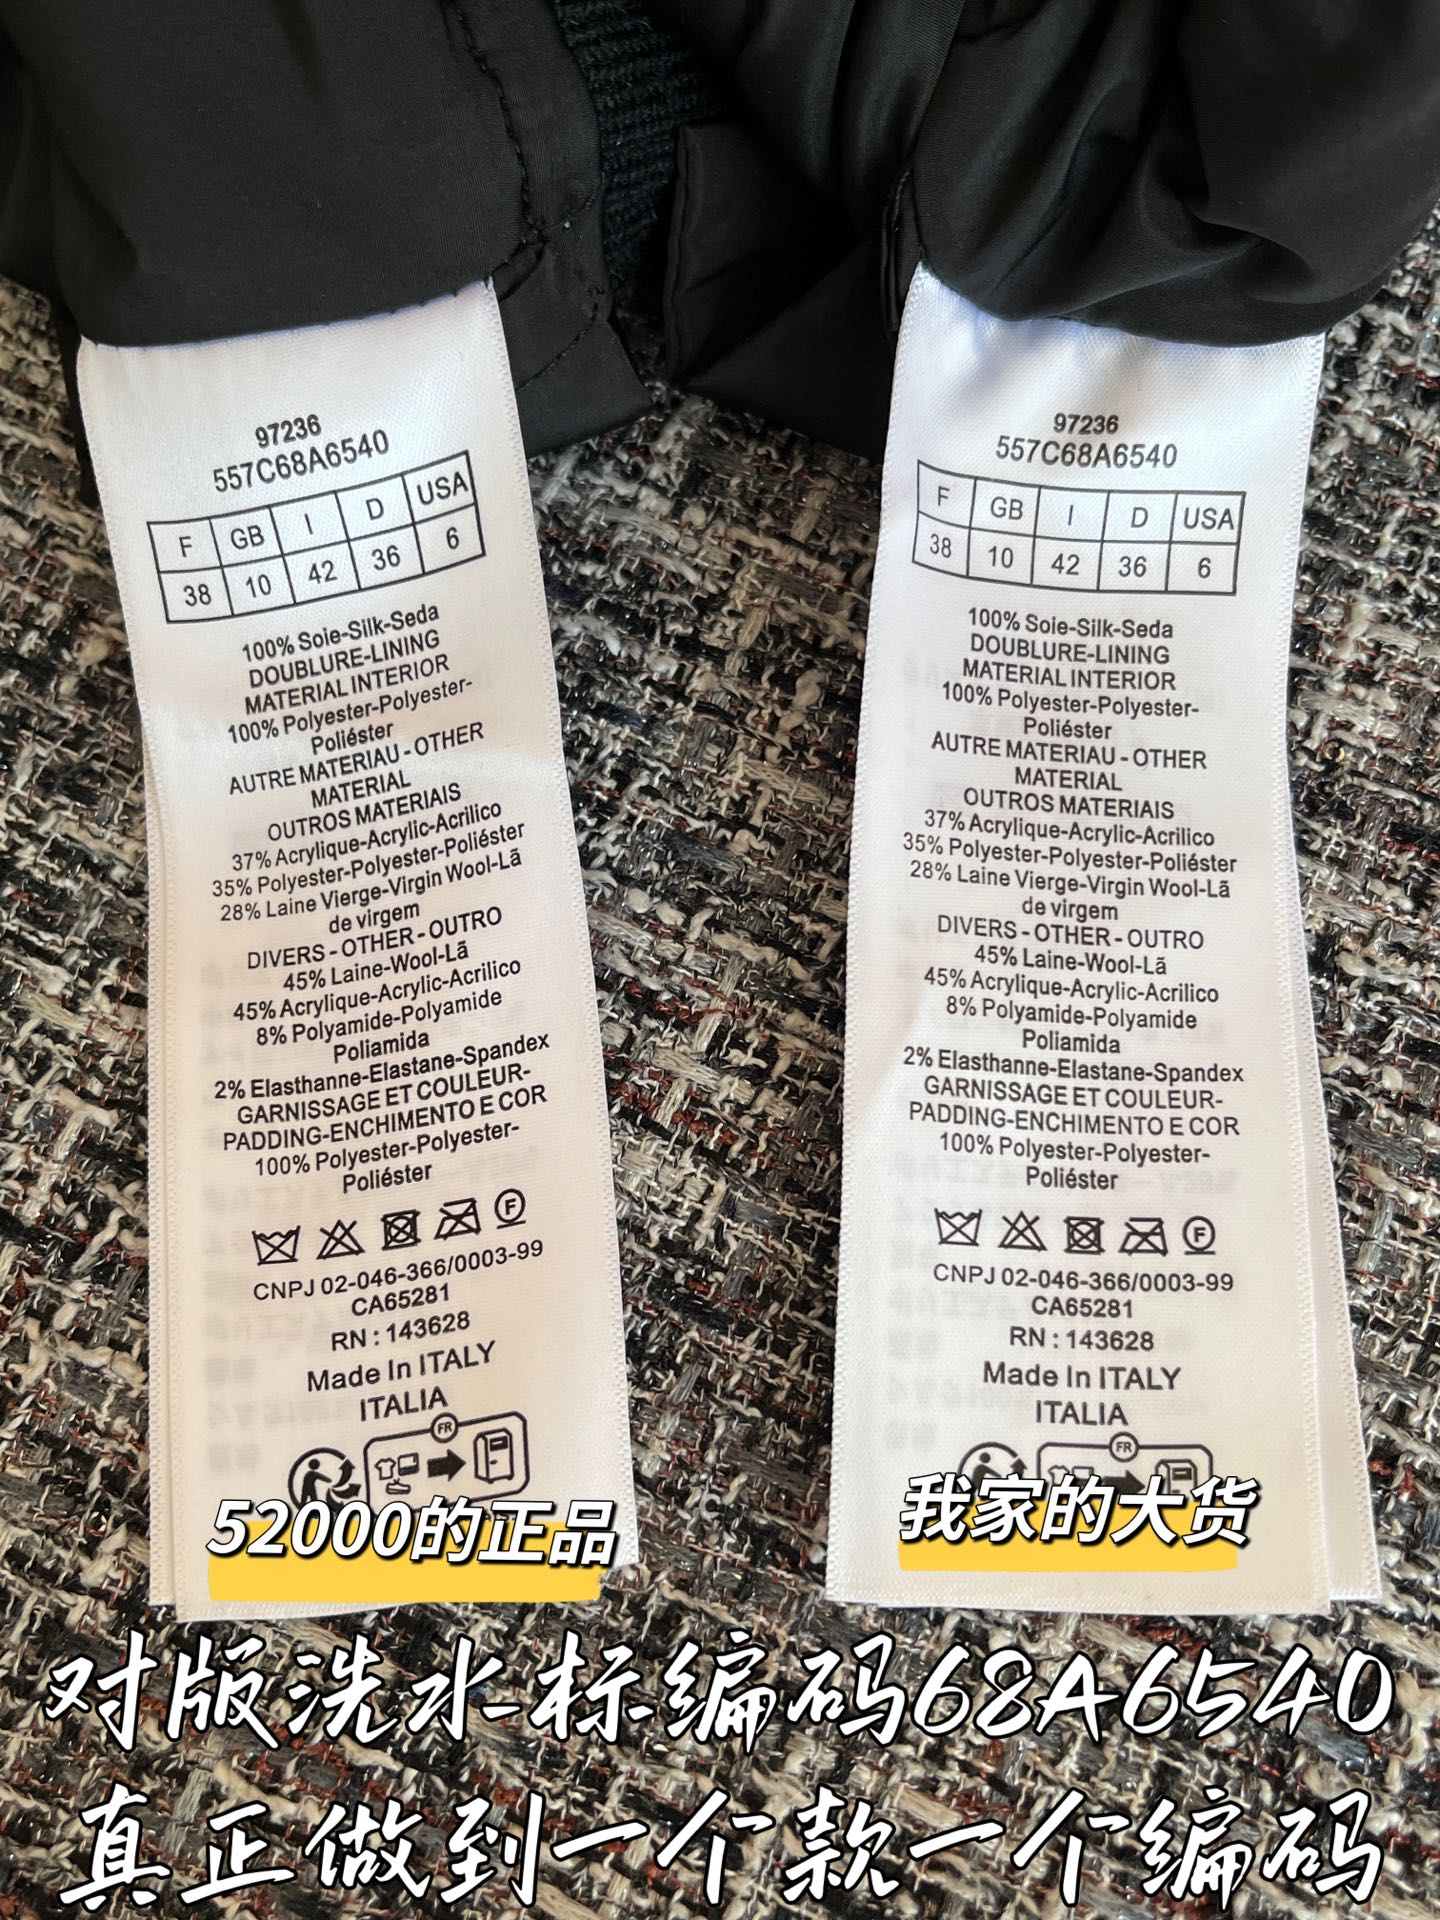 97236
557C68A6540
F GB I D USA
38 10 42 36 6
100% Soie-Silk-Seda
DOUBLURE-LINING
MATERIAL INTERIOR
100% Polyester-Polyester-
Poliéster
AUTRE MATERIAU - OTHER
MATERIAL
OUTROS MATERIAIS
37% Acrylique-Acrylic-Acrilico
35% Polyester-Polyester-Poliéster
28% Laine Vierge-Virgin Wool-Lã
de virgem
DIVERS - OTHER - OUTRO
45% Laine-Wool-Lã
45% Acrylique-Acrylic-Acrilico
8% Polyamide-Polyamide
Poliamida
2% Elasthanne-Elastane-Spandex
GARNISSAGE ET COULEUR-
PADDING-ENCHIMENTO E COR
100% Polyester-Polyester-
Poliéster
F
CNPJ 02-046-366/0003-99
CA65281
RN : 143628
Made In ITALY
ITALIA
FR
52000的正品
97236
557C68A6540
F GB I D USA
38 10 42 36 6
100% Soie-Silk-Seda
DOUBLURE-LINING
MATERIAL INTERIOR
100% Polyester-Polyester-
Poliéster
AUTRE MATERIAU - OTHER
MATERIAL
OUTROS MATERIAIS
37% Acrylique-Acrylic-Acrilico
35% Polyester-Polyester-Poliéster
28% Laine Vierge-Virgin Wool-Lã
de virgem
DIVERS - OTHER - OUTRO
45% Laine-Wool-Lã
45% Acrylique-Acrylic-Acrilico
8% Polyamide-Polyamide
Poliamida
2% Elasthanne-Elastane-Spandex
GARNISSAGE ET COULEUR-
PADDING-ENCHIMENTO E COR
100% Polyester-Polyester-
Poliéster
F
CNPJ 02-046-366/0003-99
CA65281
RN : 143628
Made In ITALY
ITALIA
FR
我家的大货
对版洗水标编码68A6540
真正做到一个款一个编码